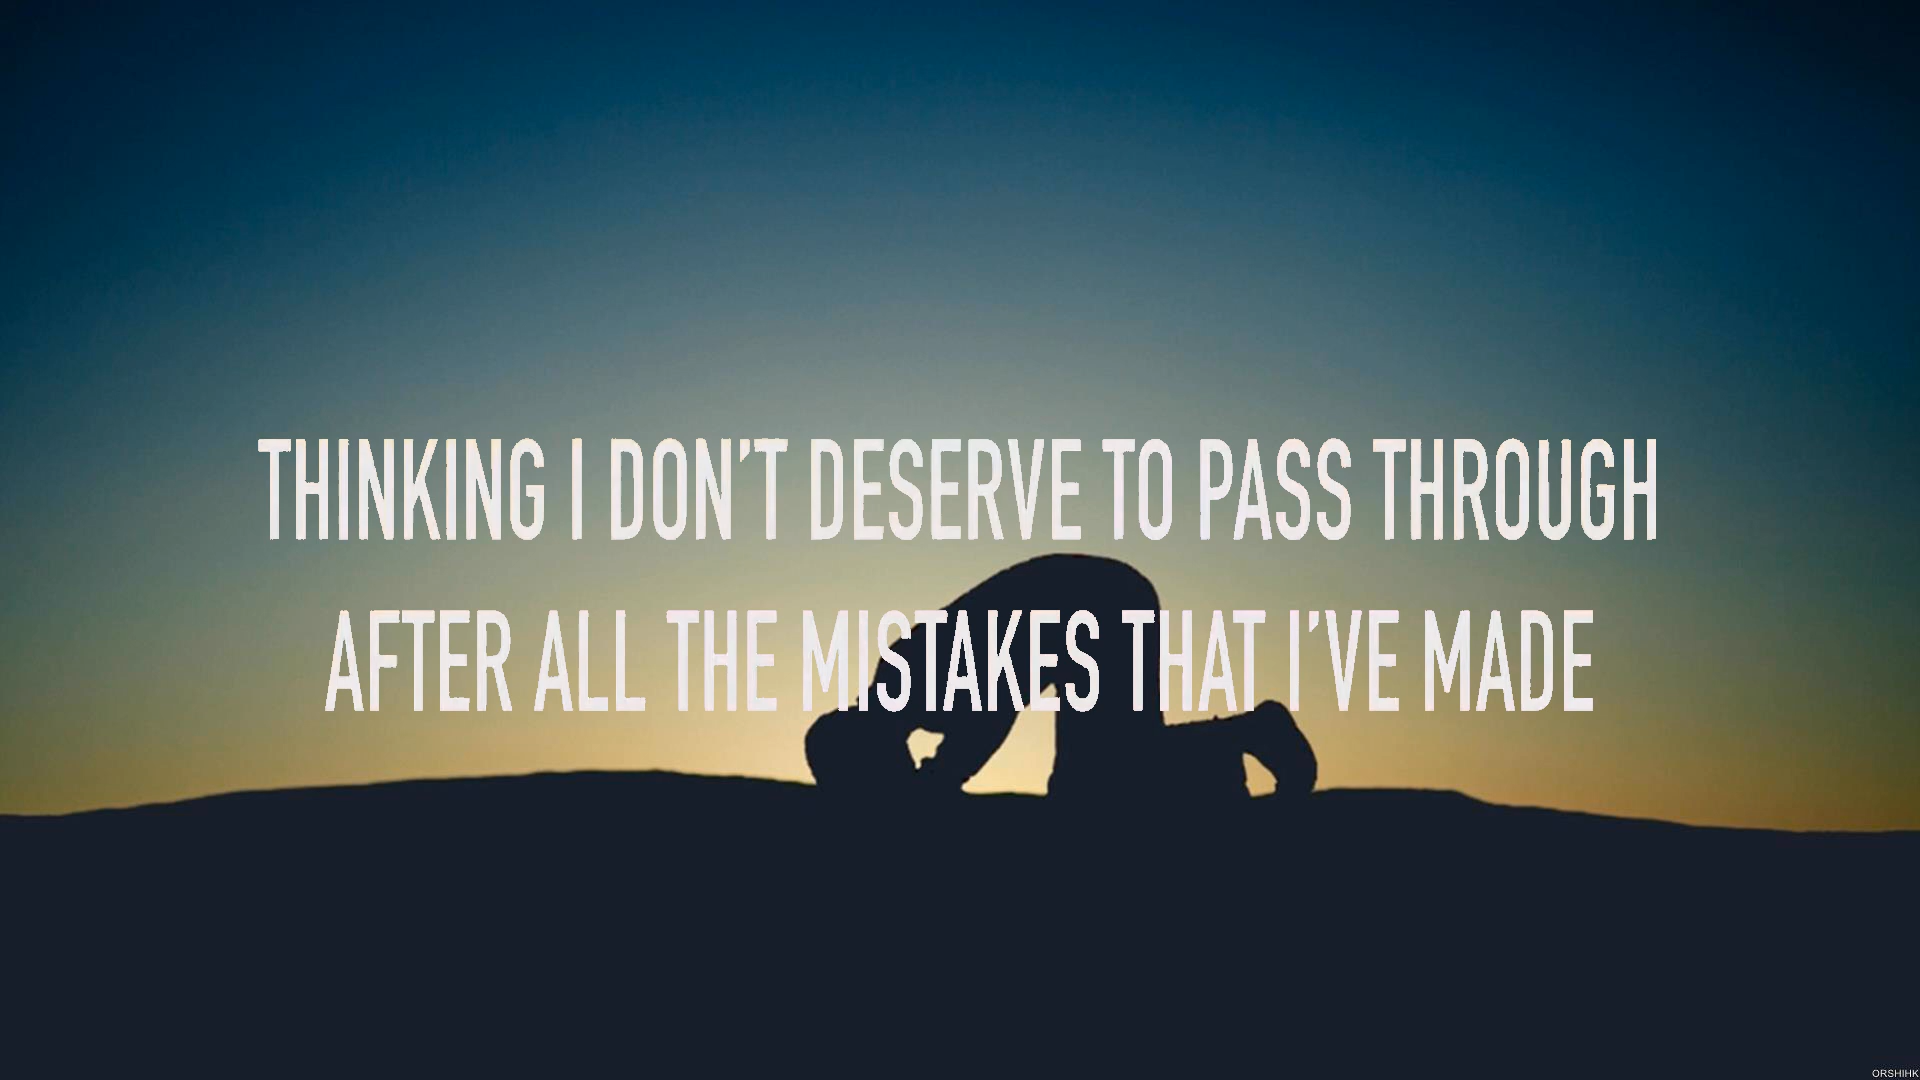 THINKING I DON'T DESERVE TO PASS THROUGH
AFTER ALL THE MISTAKES THAT I'VE MADE
ORSHIHK